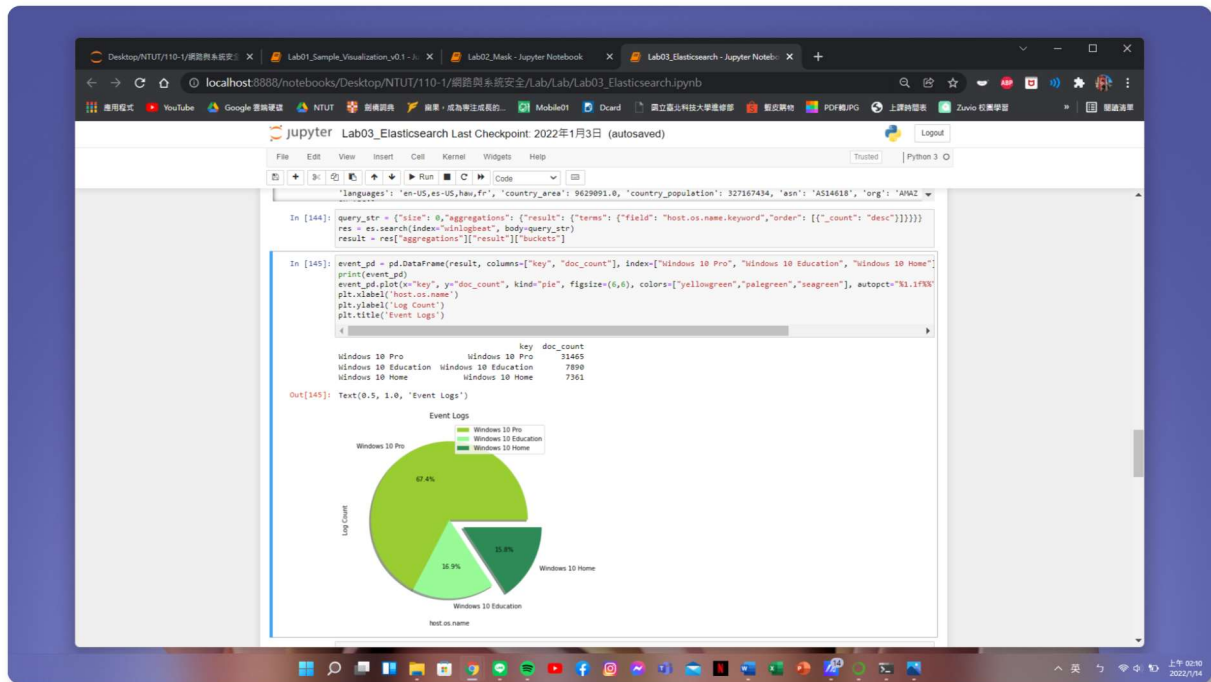 Desktop/NTUT/110-1/網路與系統安全
Lab01_Sample_Visualization_v0.1 - Ju
Lab02_Mask - Jupyter Notebook
Lab03_Elasticsearch - Jupyter Notebo
localhost:8888/notebooks/Desktop/NTUT/110-1/網路與系統安全/Lab/Lab/Lab03_Elasticsearch.ipynb
應用程式 YouTube Google 雲端硬碟 NTUT Mobile01 Dcard 國立臺北科技大學進修部 蝦皮購物 PDF轉JPG 上課時間表 Zuvio 校園學習 » 閱讀清單
jupyter Lab03_Elasticsearch Last Checkpoint: 2022年1月3日 (autosaved) Logout
File Edit View Insert Cell Kernel Widgets Help Trusted Python 3
Run Code
'languages': 'en-US,es-US,haw,fr', 'country_area': 9629091.0, 'country_population': 327167434, 'asn': 'AS14618', 'org': 'AMAZ
In [144]: query_str = {"size": 0,"aggregations": {"result": {"terms": {"field": "host.os.name.keyword","order": [{"_count": "desc"}]}}}}
res = es.search(index="winlogbeat", body=query_str)
result = res["aggregations"]["result"]["buckets"]
In [145]: event_pd = pd.DataFrame(result, columns=["key", "doc_count"], index=["Windows 10 Pro", "Windows 10 Education", "Windows 10 Home"]
print(event_pd)
event_pd.plot(x="key", y="doc_count", kind="pie", figsize=(6,6), colors=["yellowgreen","palegreen","seagreen"], autopct="%1.1f%%"
plt.xlabel('host.os.name')
plt.ylabel('Log Count')
plt.title('Event Logs')
key doc_count
Windows 10 Pro Windows 10 Pro 31465
Windows 10 Education Windows 10 Education 7890
Windows 10 Home Windows 10 Home 7361
Out[145]: Text(0.5, 1.0, 'Event Logs')
Event Logs
Windows 10 Pro
Windows 10 Education
Windows 10 Home
Windows 10 Pro
67.4%
Log Count
15.8%
16.9%
Windows 10 Home
Windows 10 Education
host.os.name
14
英
上午 02:10
2022/1/14